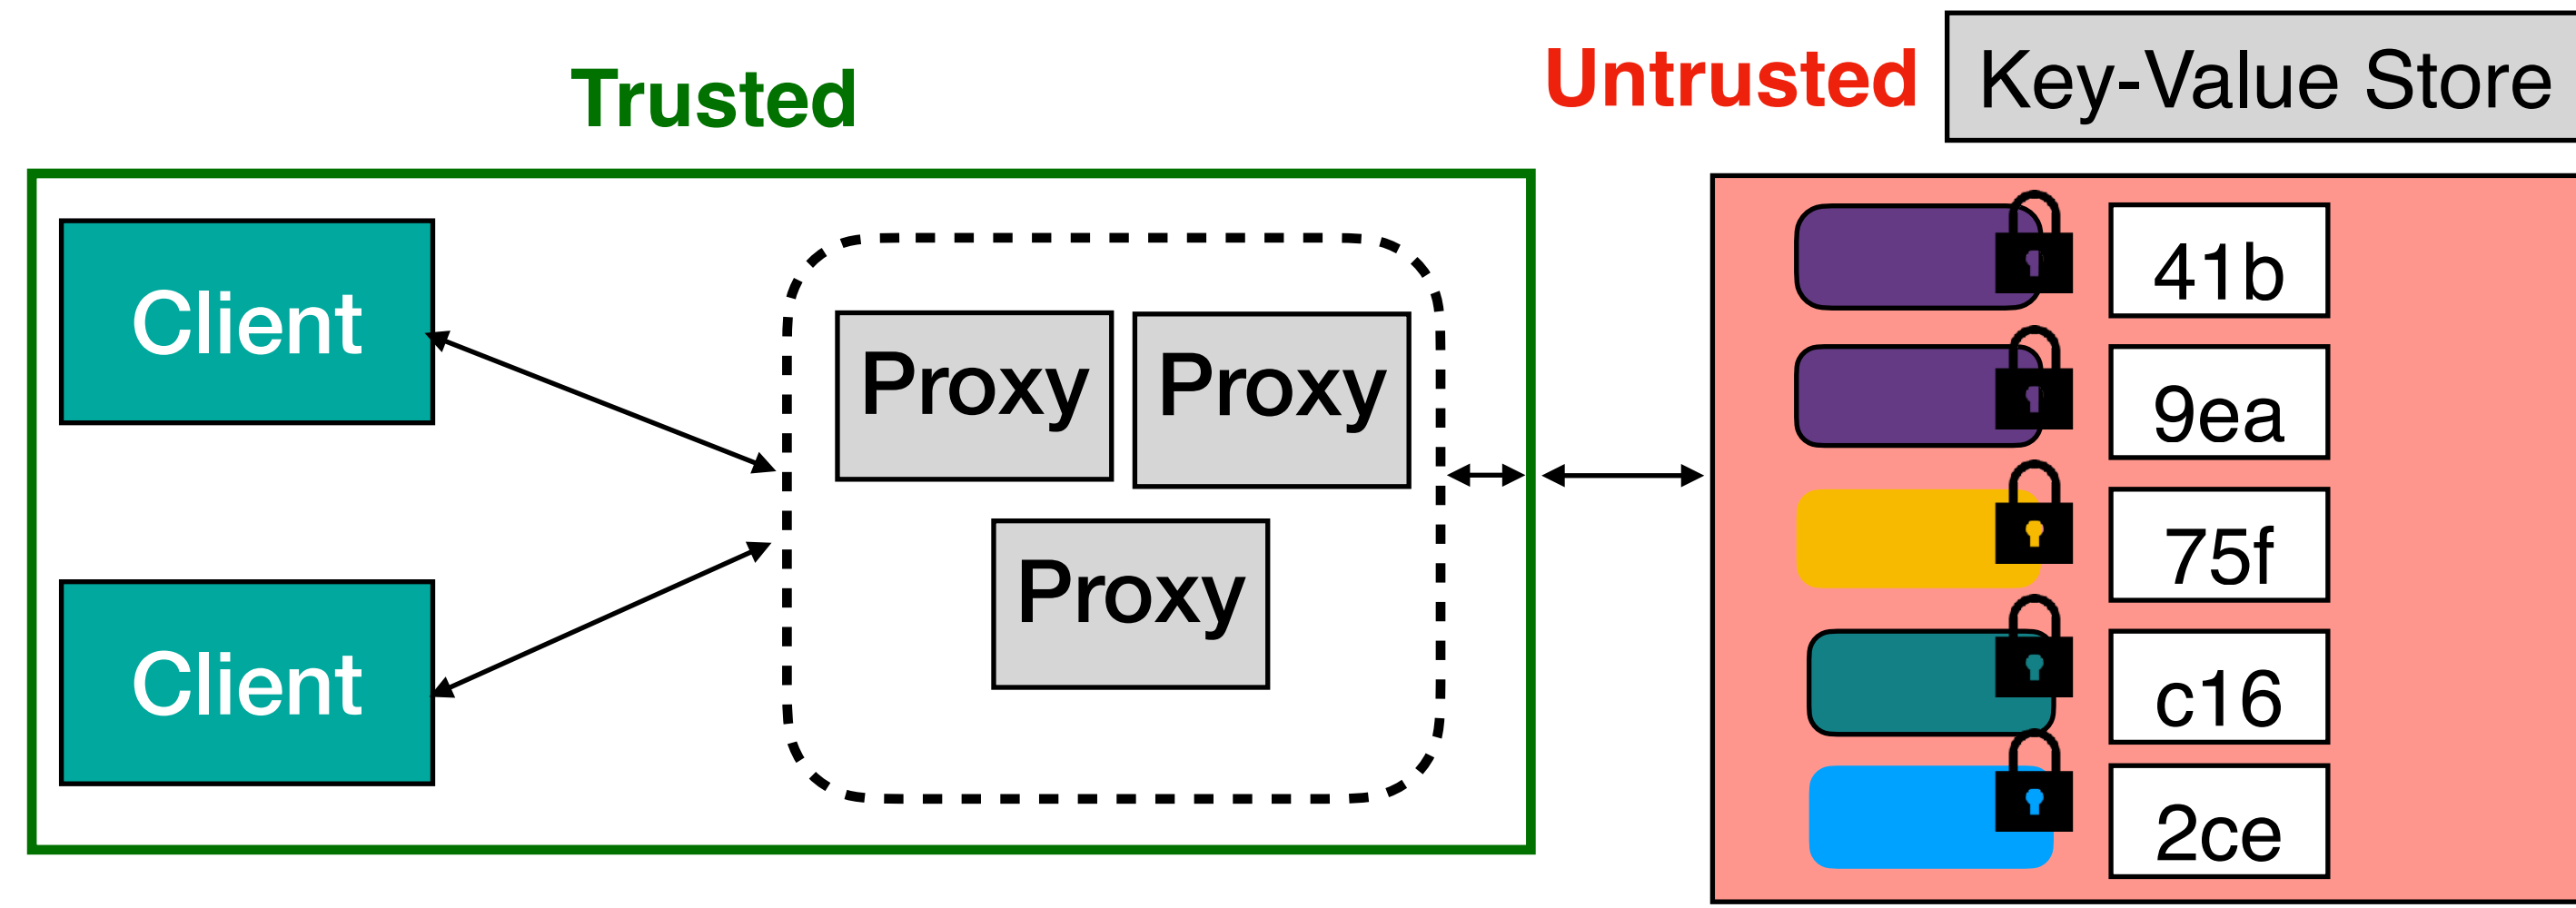 Trusted
Untrusted
Key-Value Store
Client
Client
Proxy
Proxy
Proxy
41b
9ea
75f
c16
2ce